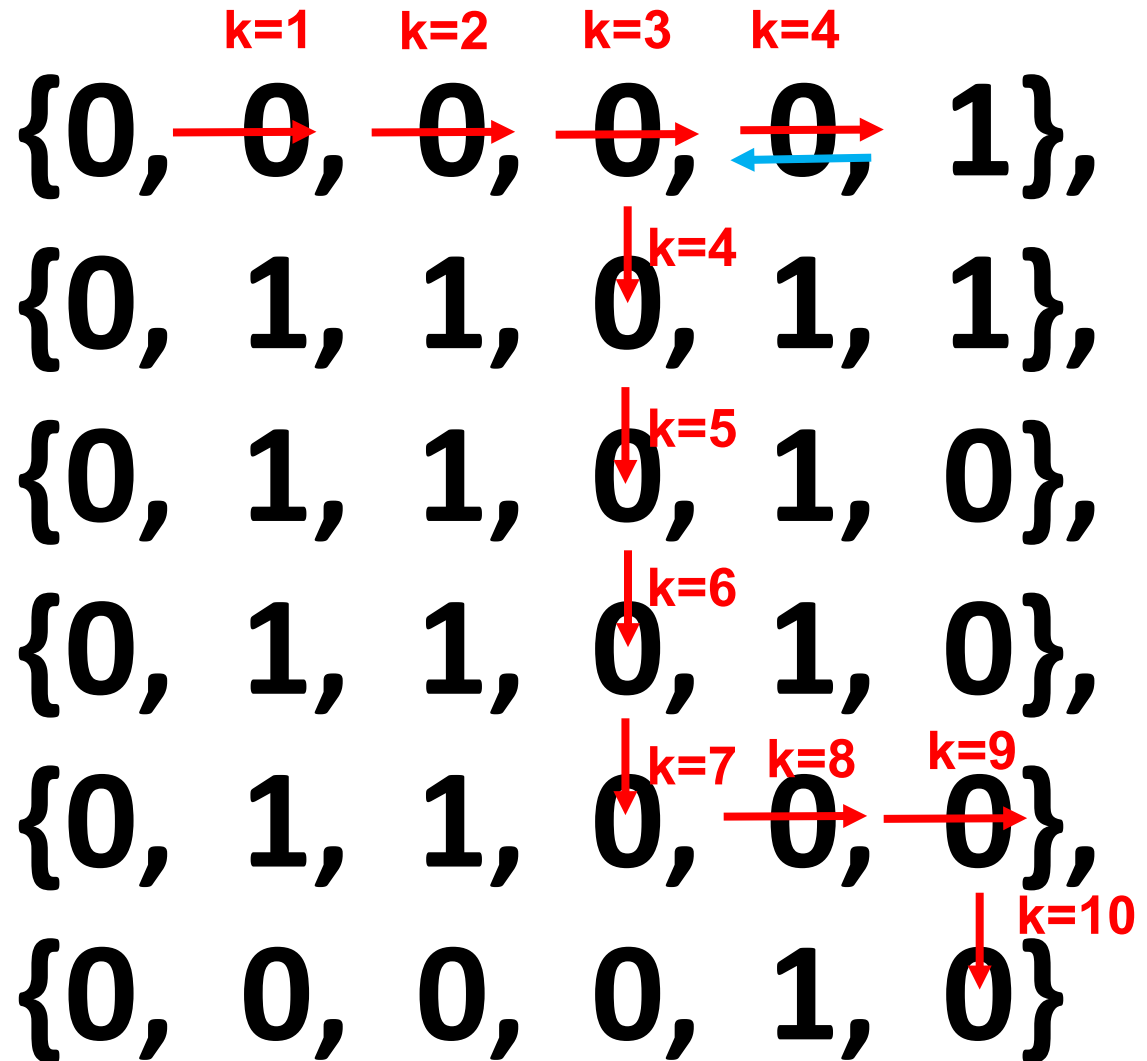 k=1 k=2 k=3 k=4
{0, 0, 0, 0, 0, 1},
k=4
{0, 1, 1, 0, 1, 1},
k=5
{0, 1, 1, 0, 1, 0},
k=6
{0, 1, 1, 0, 1, 0},
k=7 k=8 k=9
{0, 1, 1, 0, 0, 0},
k=10
{0, 0, 0, 0, 1, 0}